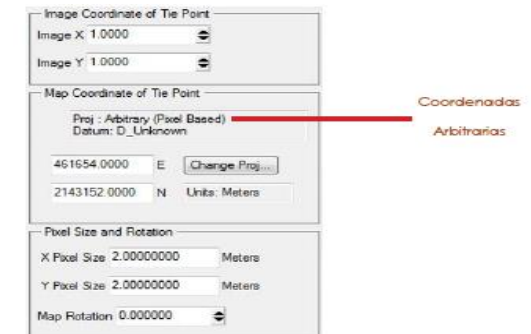 Image Coordinate of Tie Point
Image X 1.0000
Image Y 1.0000
Map Coordinate of Tie Point
Proj : Arbitrary (Pixel Based)
Datum: D_Unknown
461654.0000 E Change Proj...
2143152.0000 N Units: Meters
Pixel Size and Rotation
X Pixel Size 2.00000000 Meters
Y Pixel Size 2.00000000 Meters
Map Rotation 0.000000
Coordenadas
Arbitrarias